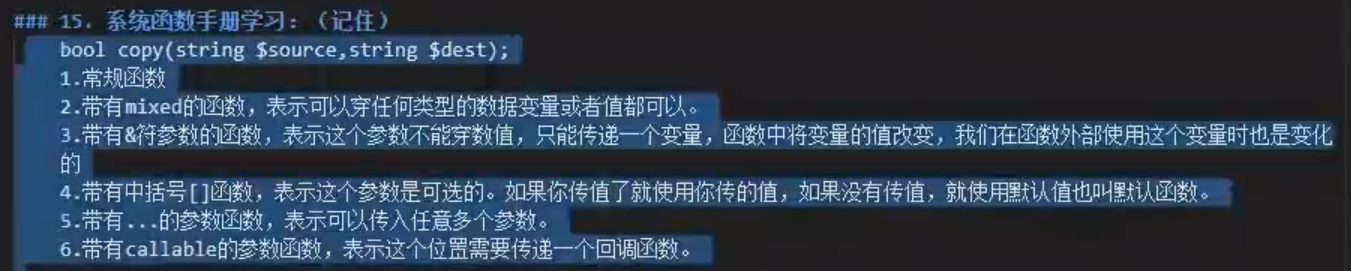 ### 15. 系统函数手册学习：（记住）
bool copy(string $source,string $dest);
1.常规函数
2.带有mixed的函数，表示可以穿任何类型的数据变量或者值都可以。
3.带有&符参数的函数，表示这个参数不能穿数值，只能传递一个变量，函数中将变量的值改变，我们在函数外部使用这个变量时也是变化
的
4.带有中括号[]函数，表示这个参数是可选的。如果你传值了就使用你传的值，如果没有传值，就使用默认值也叫默认函数。
5.带有...的参数函数，表示可以传入任意多个参数。
6.带有callable的参数函数，表示这个位置需要传递一个回调函数。